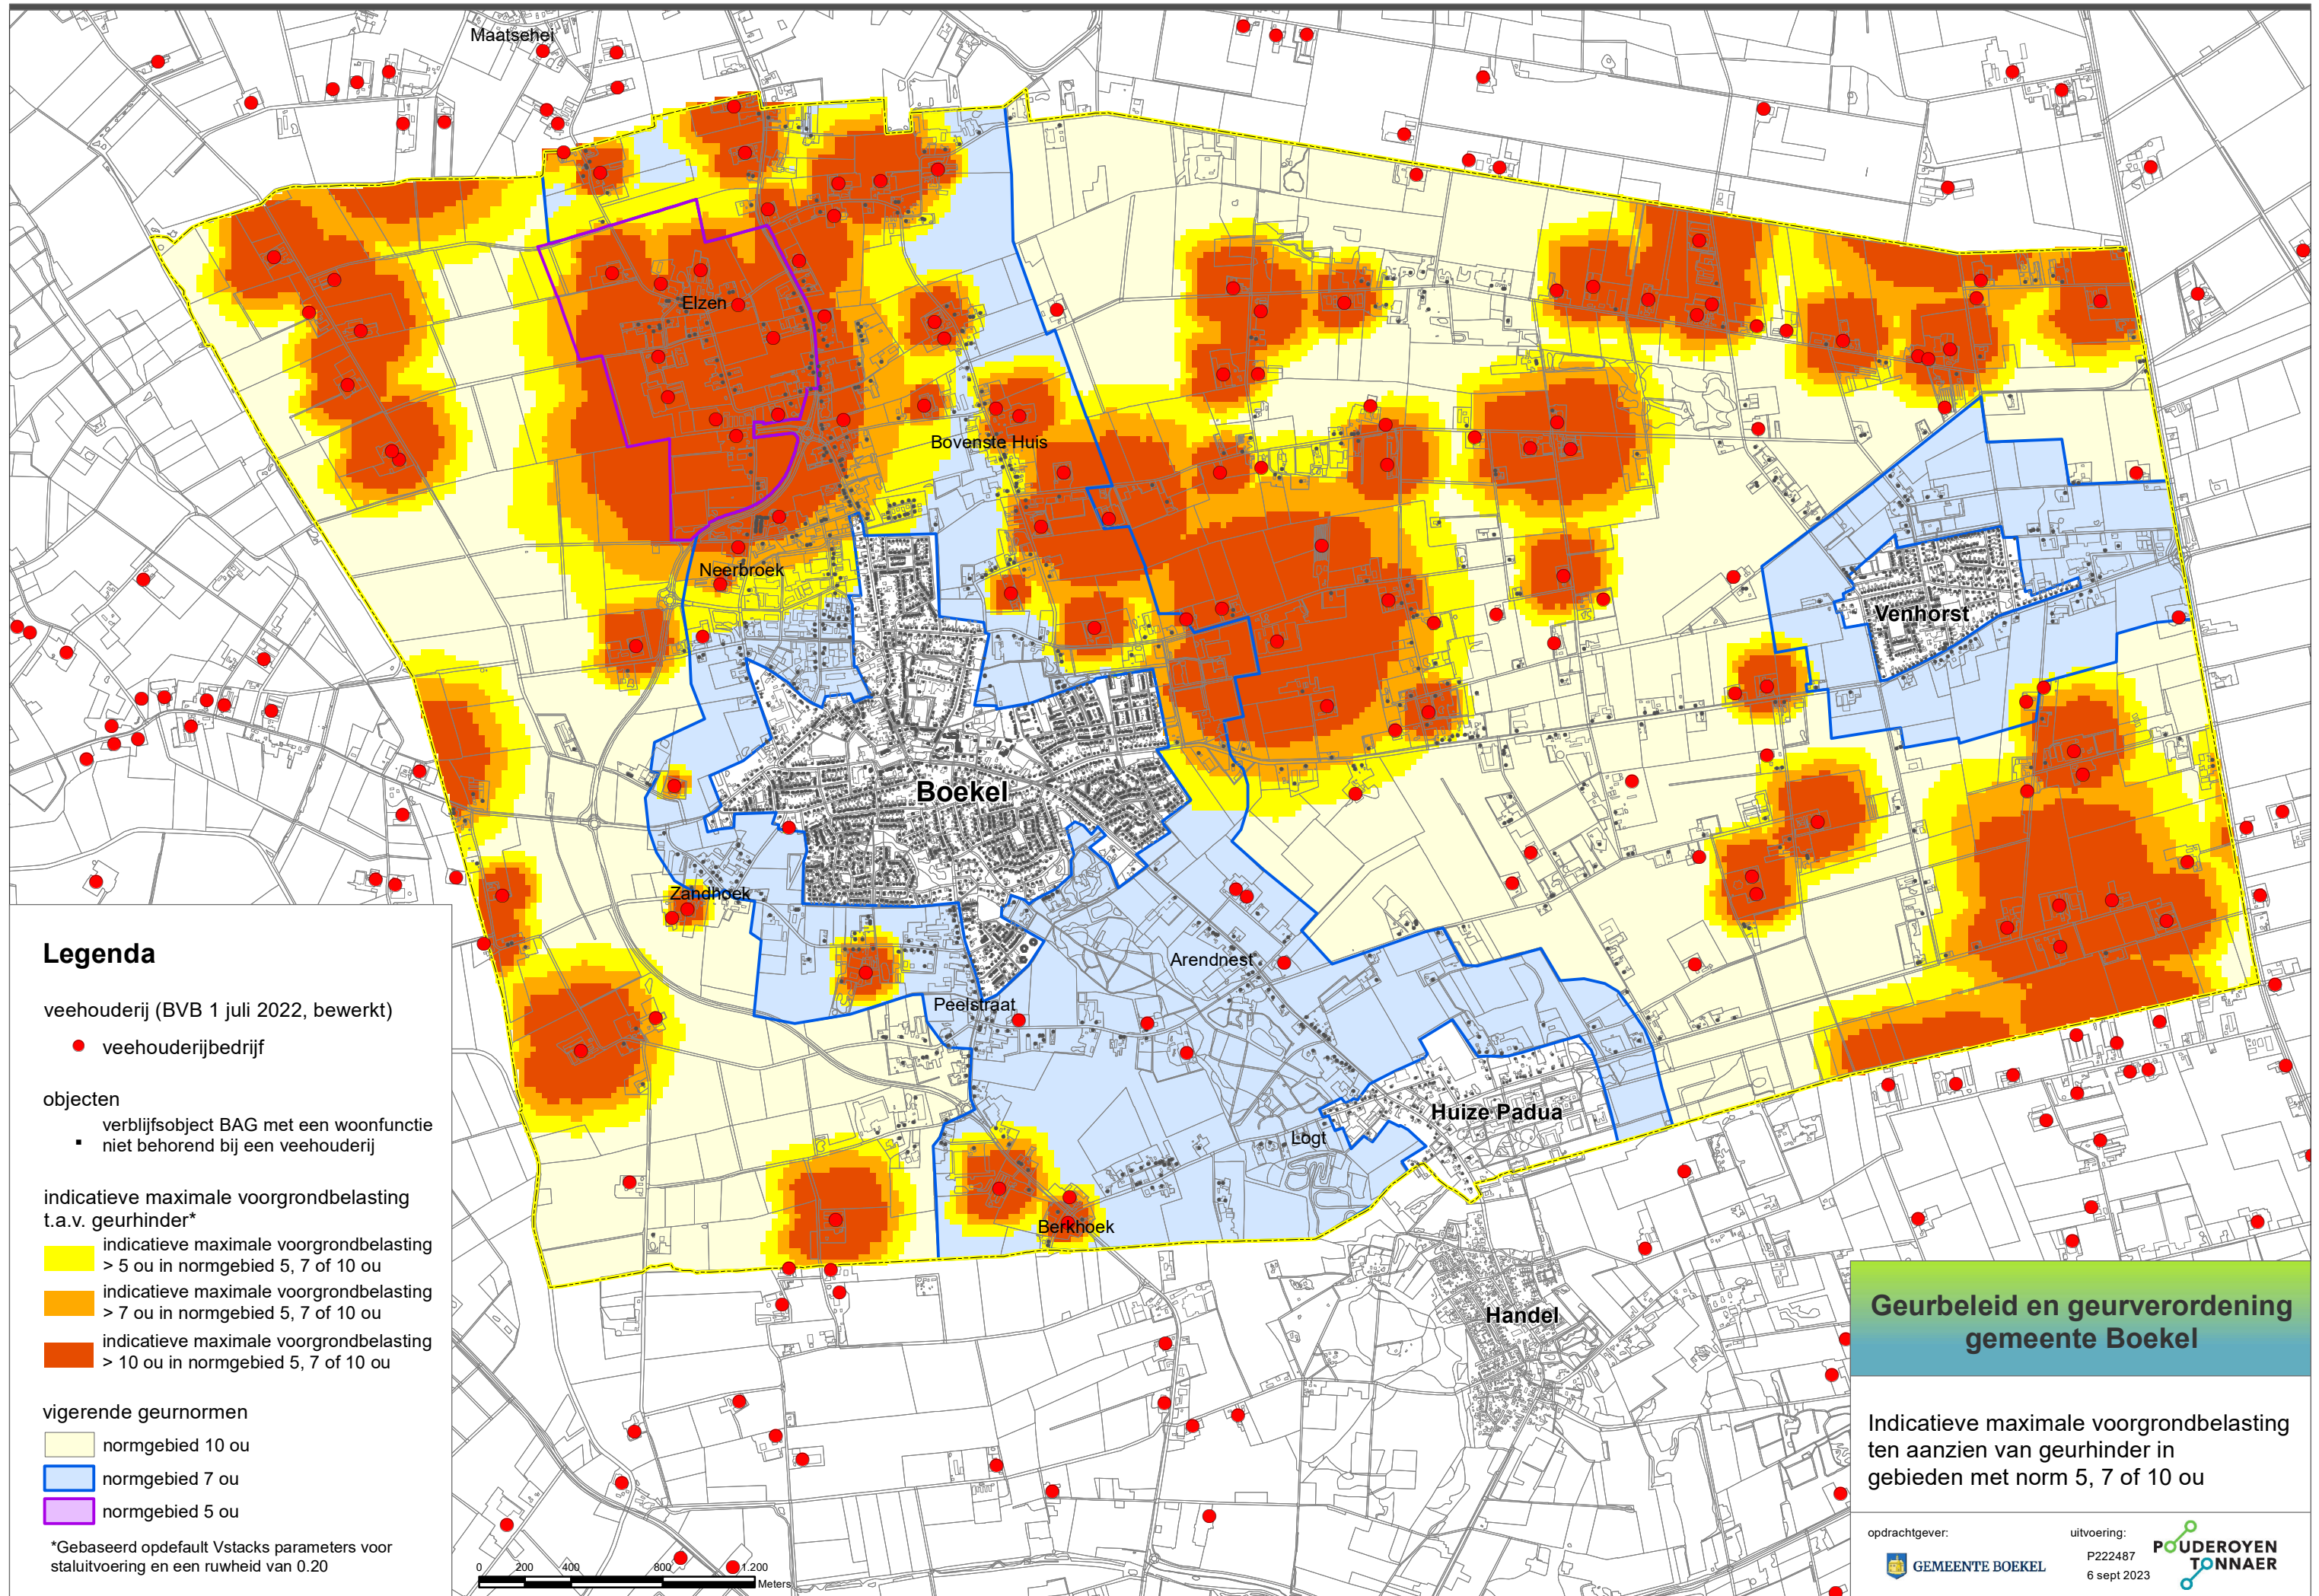 Maatsehei
Elzen
Bovenste Huis
Neerbroek
Venhorst
Boekel
Zandhoek
Arendnest
Peelstraat
Huize Padua
Logt
Berkhoek
Handel
Legenda
veehouderij (BVB 1 juli 2022, bewerkt)
veehouderijbedrijf
objecten
verblijfsobject BAG met een woonfunctie
niet behorend bij een veehouderij
indicatieve maximale voorgrondbelasting
t.a.v. geurhinder*
indicatieve maximale voorgrondbelasting
> 5 ou in normgebied 5, 7 of 10 ou
indicatieve maximale voorgrondbelasting
> 7 ou in normgebied 5, 7 of 10 ou
indicatieve maximale voorgrondbelasting
> 10 ou in normgebied 5, 7 of 10 ou
vigerende geurnormen
normgebied 10 ou
normgebied 7 ou
normgebied 5 ou
*Gebaseerd opdefault Vstacks parameters voor
staluitvoering en een ruwheid van 0.20
0 200 400 800 1.200
Meters
Geurbeleid en geurverordening
gemeente Boekel
Indicatieve maximale voorgrondbelasting
ten aanzien van geurhinder in
gebieden met norm 5, 7 of 10 ou
opdrachtgever:
GEMEENTE BOEKEL
uitvoering:
P222487
6 sept 2023
POUDEROYEN
TONNAER